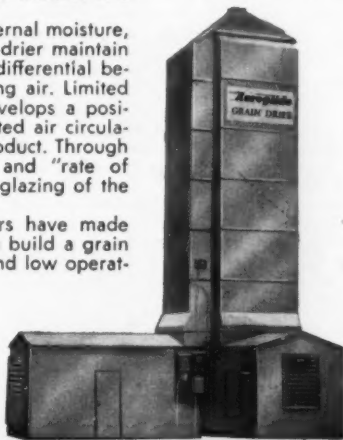 ernal moisture,
drier maintain
differential be-
ng air. Limited
velops a posi-
ted air circula-
oduct. Through
and "rate of
glazing of the
rs have made
build a grain
nd low operat-
Aeroglide
GRAIN DRIER